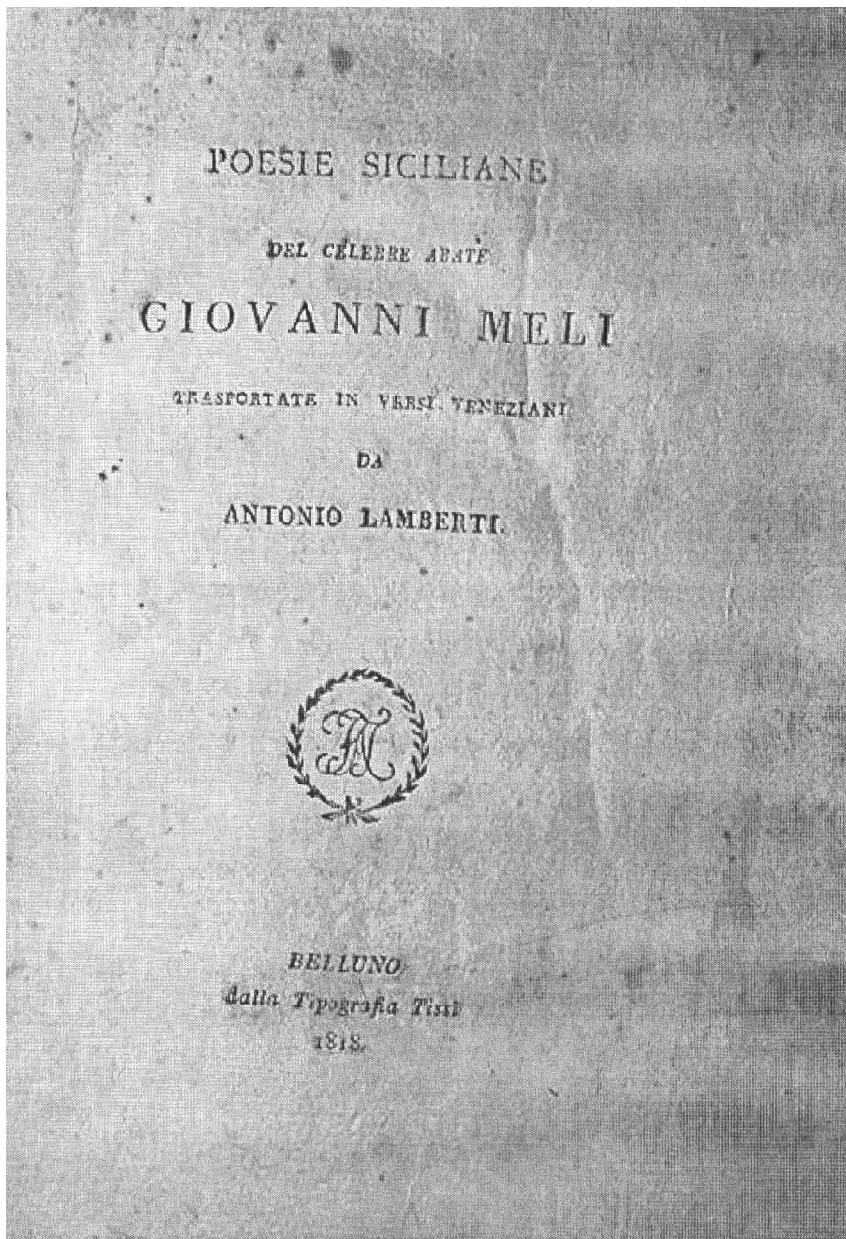 POESIE SICILIANE
DEL CELEBRE ABATE
GIOVANNI MELI
TRASPORTATE IN VERSI VENEZIANI
DA
ANTONIO LAMBERTI.
BELLUNO
dalla Tipografia Tissi
1818.